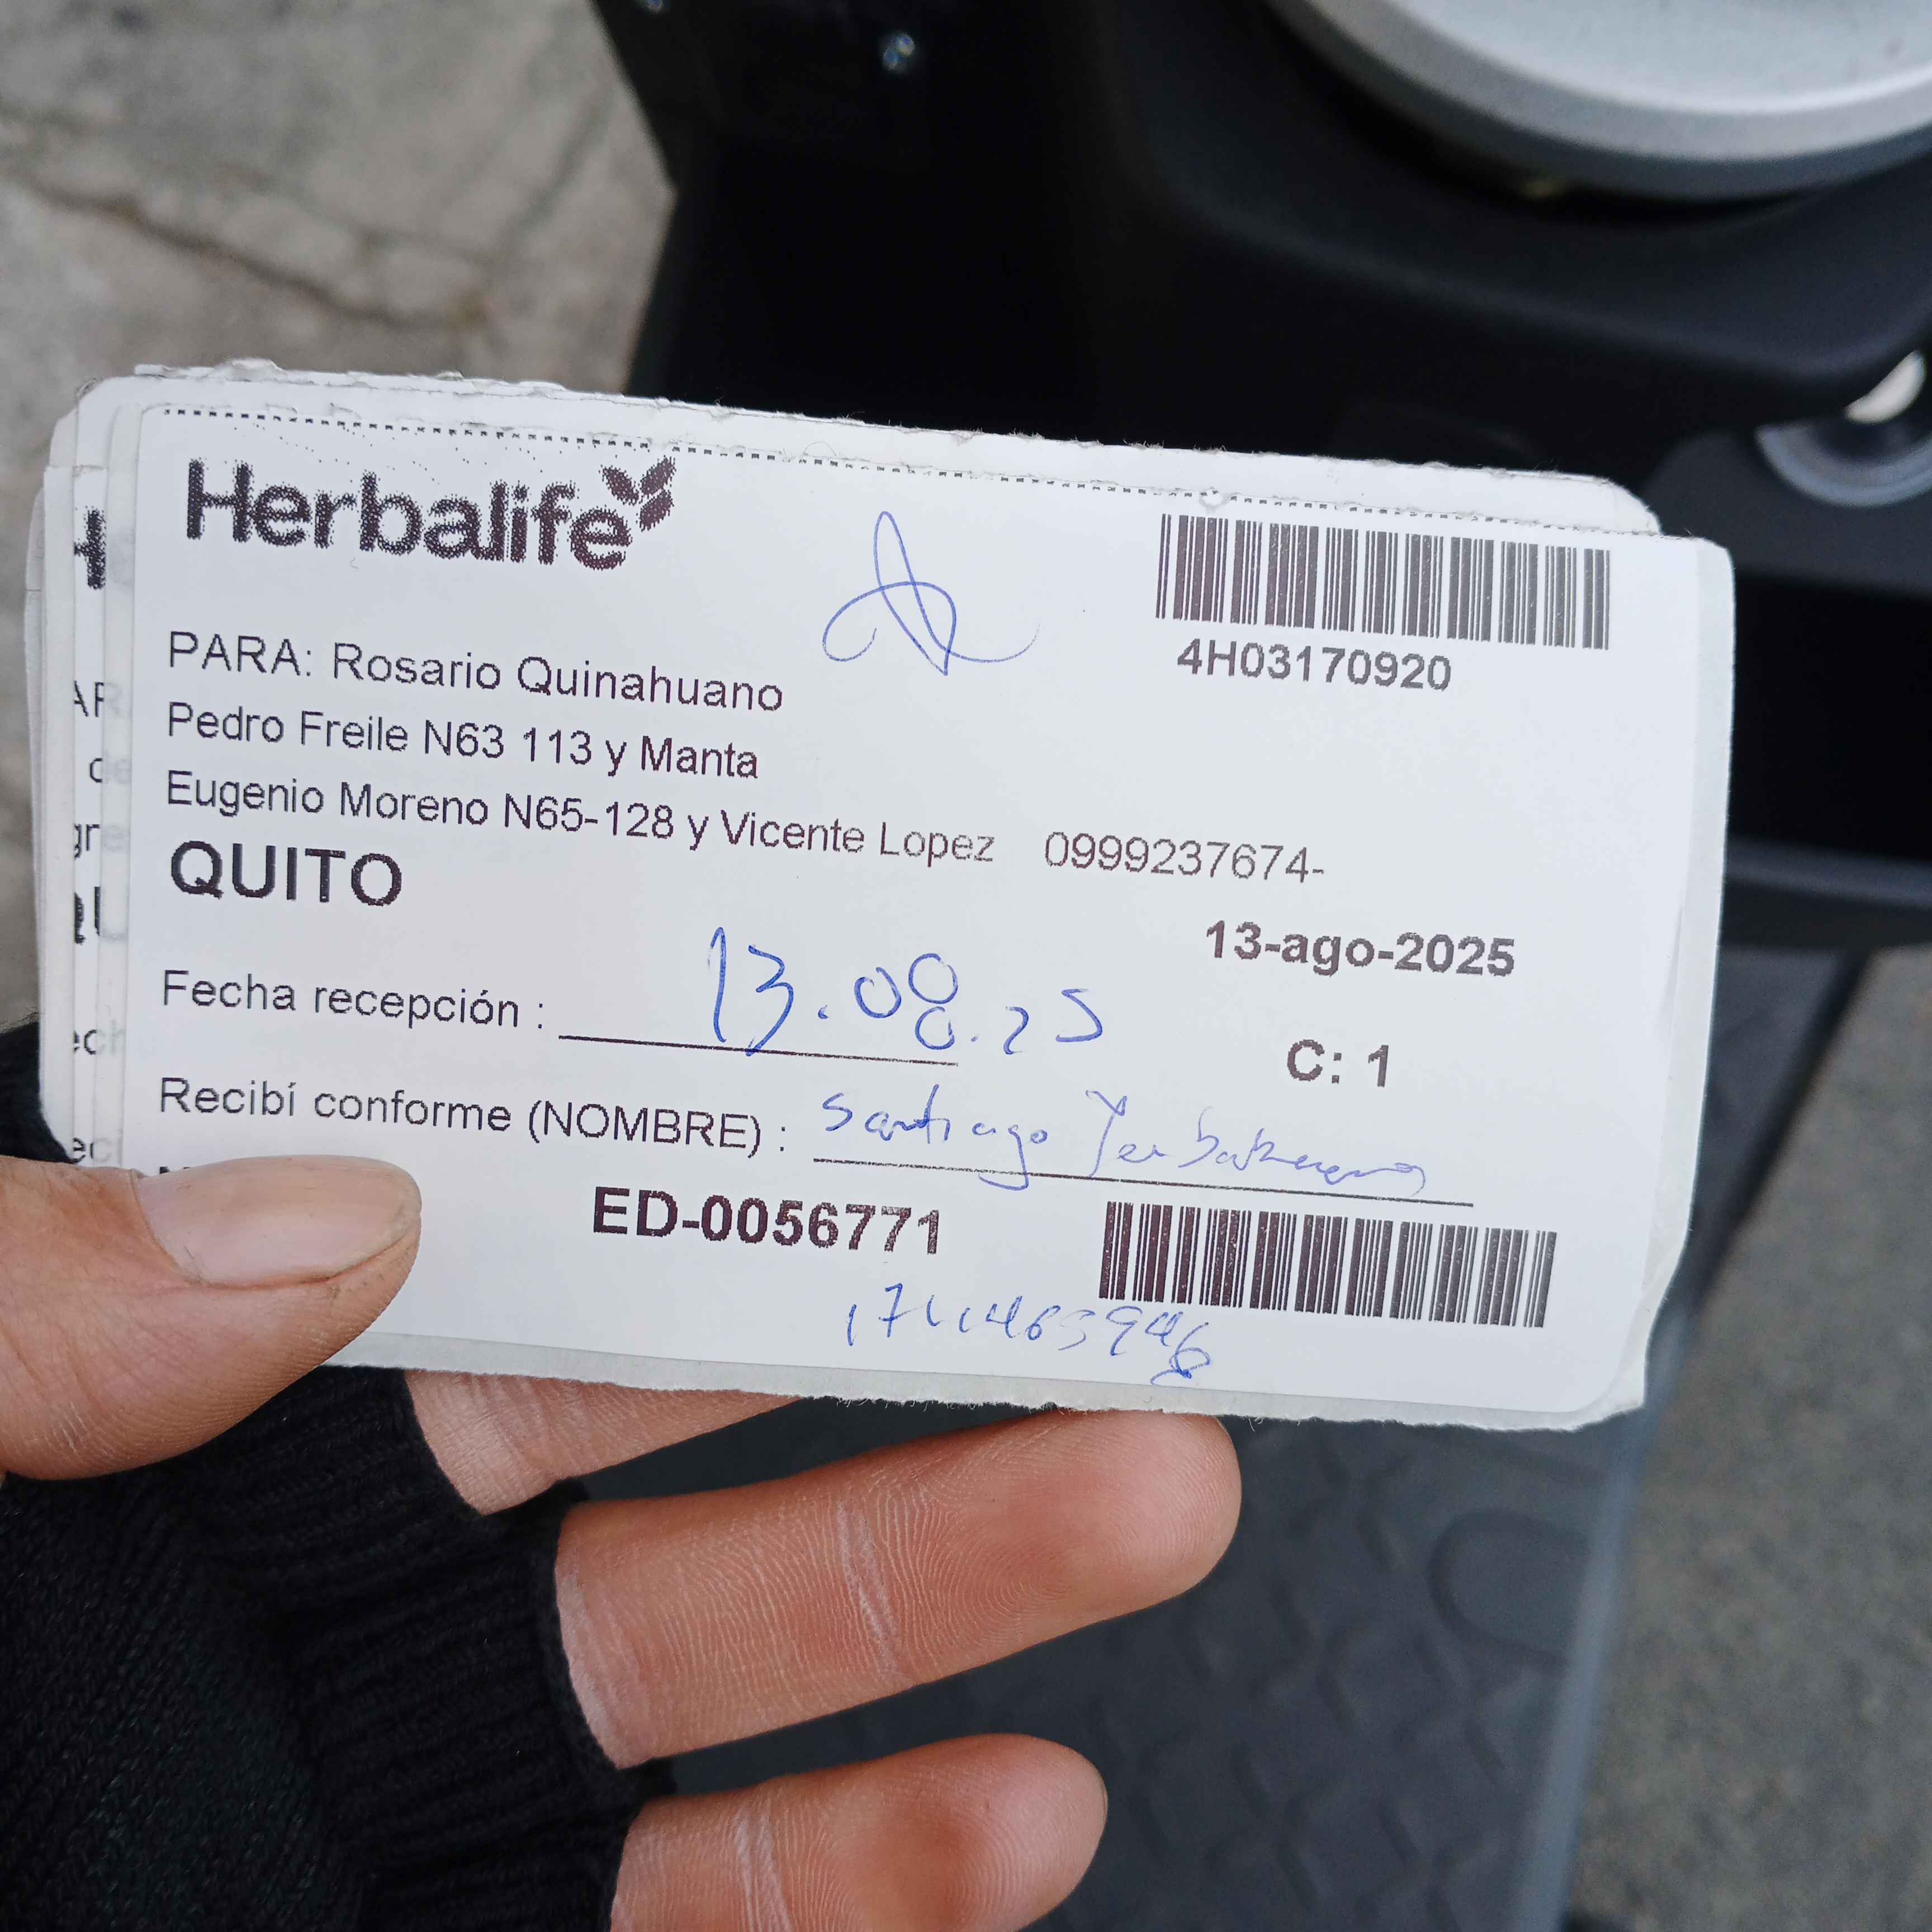 Herbalife
4H03170920
PARA: Rosario Quinahuano
Pedro Freile N63 113 y Manta
Eugenio Moreno N65-128 y Vicente Lopez 0999237674-
QUITO
13-ago-2025
Fecha recepción : 13.08.25
C: 1
Recibí conforme (NOMBRE) : Santiago
ED-0056771